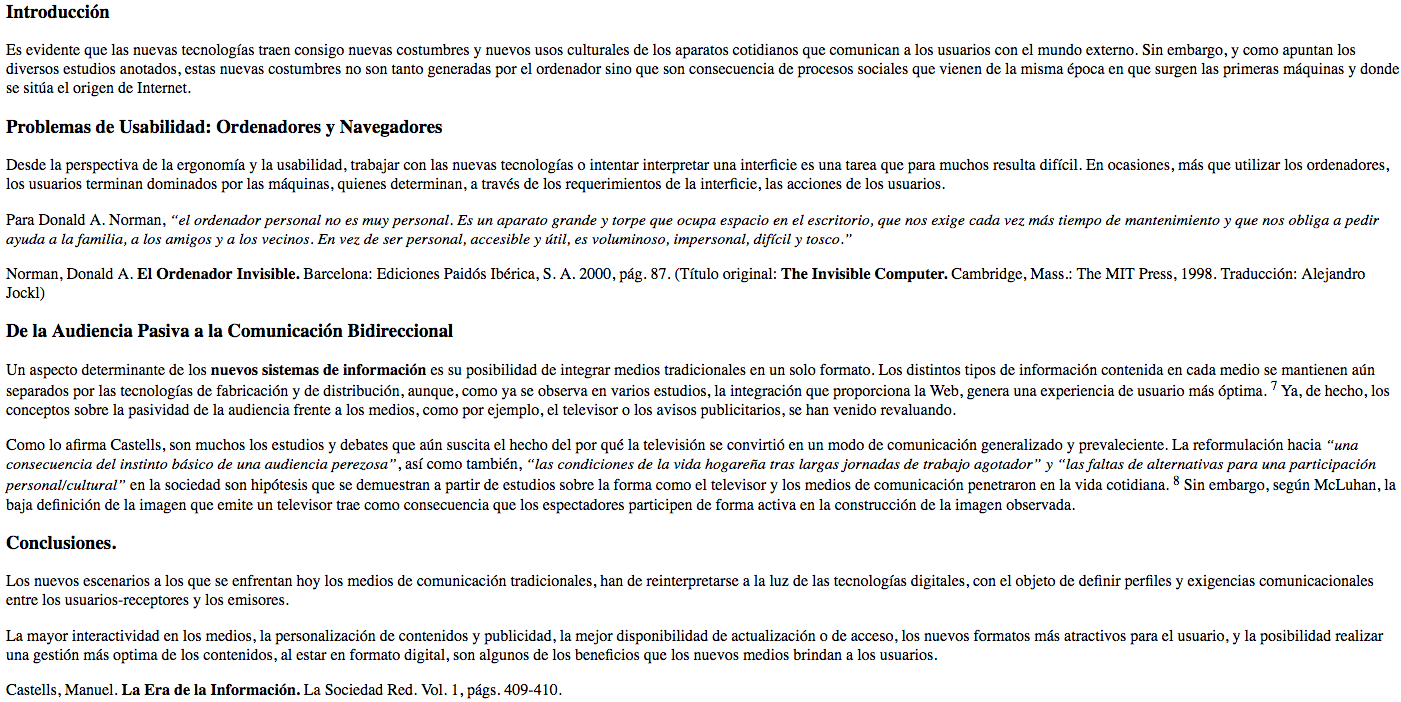 Introducción
Es evidente que las nuevas tecnologías traen consigo nuevas costumbres y nuevos usos culturales de los aparatos cotidianos que comunican a los usuarios con el mundo externo. Sin embargo, y como apuntan los
diversos estudios anotados, estas nuevas costumbres no son tanto generadas por el ordenador sino que son consecuencia de procesos sociales que vienen de la misma época en que surgen las primeras máquinas y donde
se sitúa el origen de Internet.
Problemas de Usabilidad: Ordenadores y Navegadores
Desde la perspectiva de la ergonomía y la usabilidad, trabajar con las nuevas tecnologías o intentar interpretar una interficie es una tarea que para muchos resulta difícil. En ocasiones, más que utilizar los ordenadores,
los usuarios terminan dominados por las máquinas, quienes determinan, a través de los requerimientos de la interficie, las acciones de los usuarios.
Para Donald A. Norman, “el ordenador personal no es muy personal. Es un aparato grande y torpe que ocupa espacio en el escritorio, que nos exige cada vez más tiempo de mantenimiento y que nos obliga a pedir
ayuda a la familia, a los amigos y a los vecinos. En vez de ser personal, accesible y útil, es voluminoso, impersonal, difícil y tosco.”
Norman, Donald A. El Ordenador Invisible. Barcelona: Ediciones Paidós Ibérica, S. A. 2000, pág. 87. (Título original: The Invisible Computer. Cambridge, Mass.: The MIT Press, 1998. Traducción: Alejandro
Jockl)
De la Audiencia Pasiva a la Comunicación Bidireccional
Un aspecto determinante de los nuevos sistemas de información es su posibilidad de integrar medios tradicionales en un solo formato. Los distintos tipos de información contenida en cada medio se mantienen aún
separados por las tecnologías de fabricación y de distribución, aunque, como ya se observa en varios estudios, la integración que proporciona la Web, genera una experiencia de usuario más óptima. 7 Ya, de hecho, los
conceptos sobre la pasividad de la audiencia frente a los medios, como por ejemplo, el televisor o los avisos publicitarios, se han venido revaluando.
Como lo afirma Castells, son muchos los estudios y debates que aún suscita el hecho del por qué la televisión se convirtió en un modo de comunicación generalizado y prevaleciente. La reformulación hacia “una
consecuencia del instinto básico de una audiencia perezosa”, así como también, “las condiciones de la vida hogareña tras largas jornadas de trabajo agotador” y “las faltas de alternativas para una participación
personal/cultural” en la sociedad son hipótesis que se demuestran a partir de estudios sobre la forma como el televisor y los medios de comunicación penetraron en la vida cotidiana. 8 Sin embargo, según McLuhan, la
baja definición de la imagen que emite un televisor trae como consecuencia que los espectadores participen de forma activa en la construcción de la imagen observada.
Conclusiones.
Los nuevos escenarios a los que se enfrentan hoy los medios de comunicación tradicionales, han de reinterpretarse a la luz de las tecnologías digitales, con el objeto de definir perfiles y exigencias comunicacionales
entre los usuarios-receptores y los emisores.
La mayor interactividad en los medios, la personalización de contenidos y publicidad, la mejor disponibilidad de actualización o de acceso, los nuevos formatos más atractivos para el usuario, y la posibilidad realizar
una gestión más optima de los contenidos, al estar en formato digital, son algunos de los beneficios que los nuevos medios brindan a los usuarios.
Castells, Manuel. La Era de la Información. La Sociedad Red. Vol. 1, págs. 409-410.